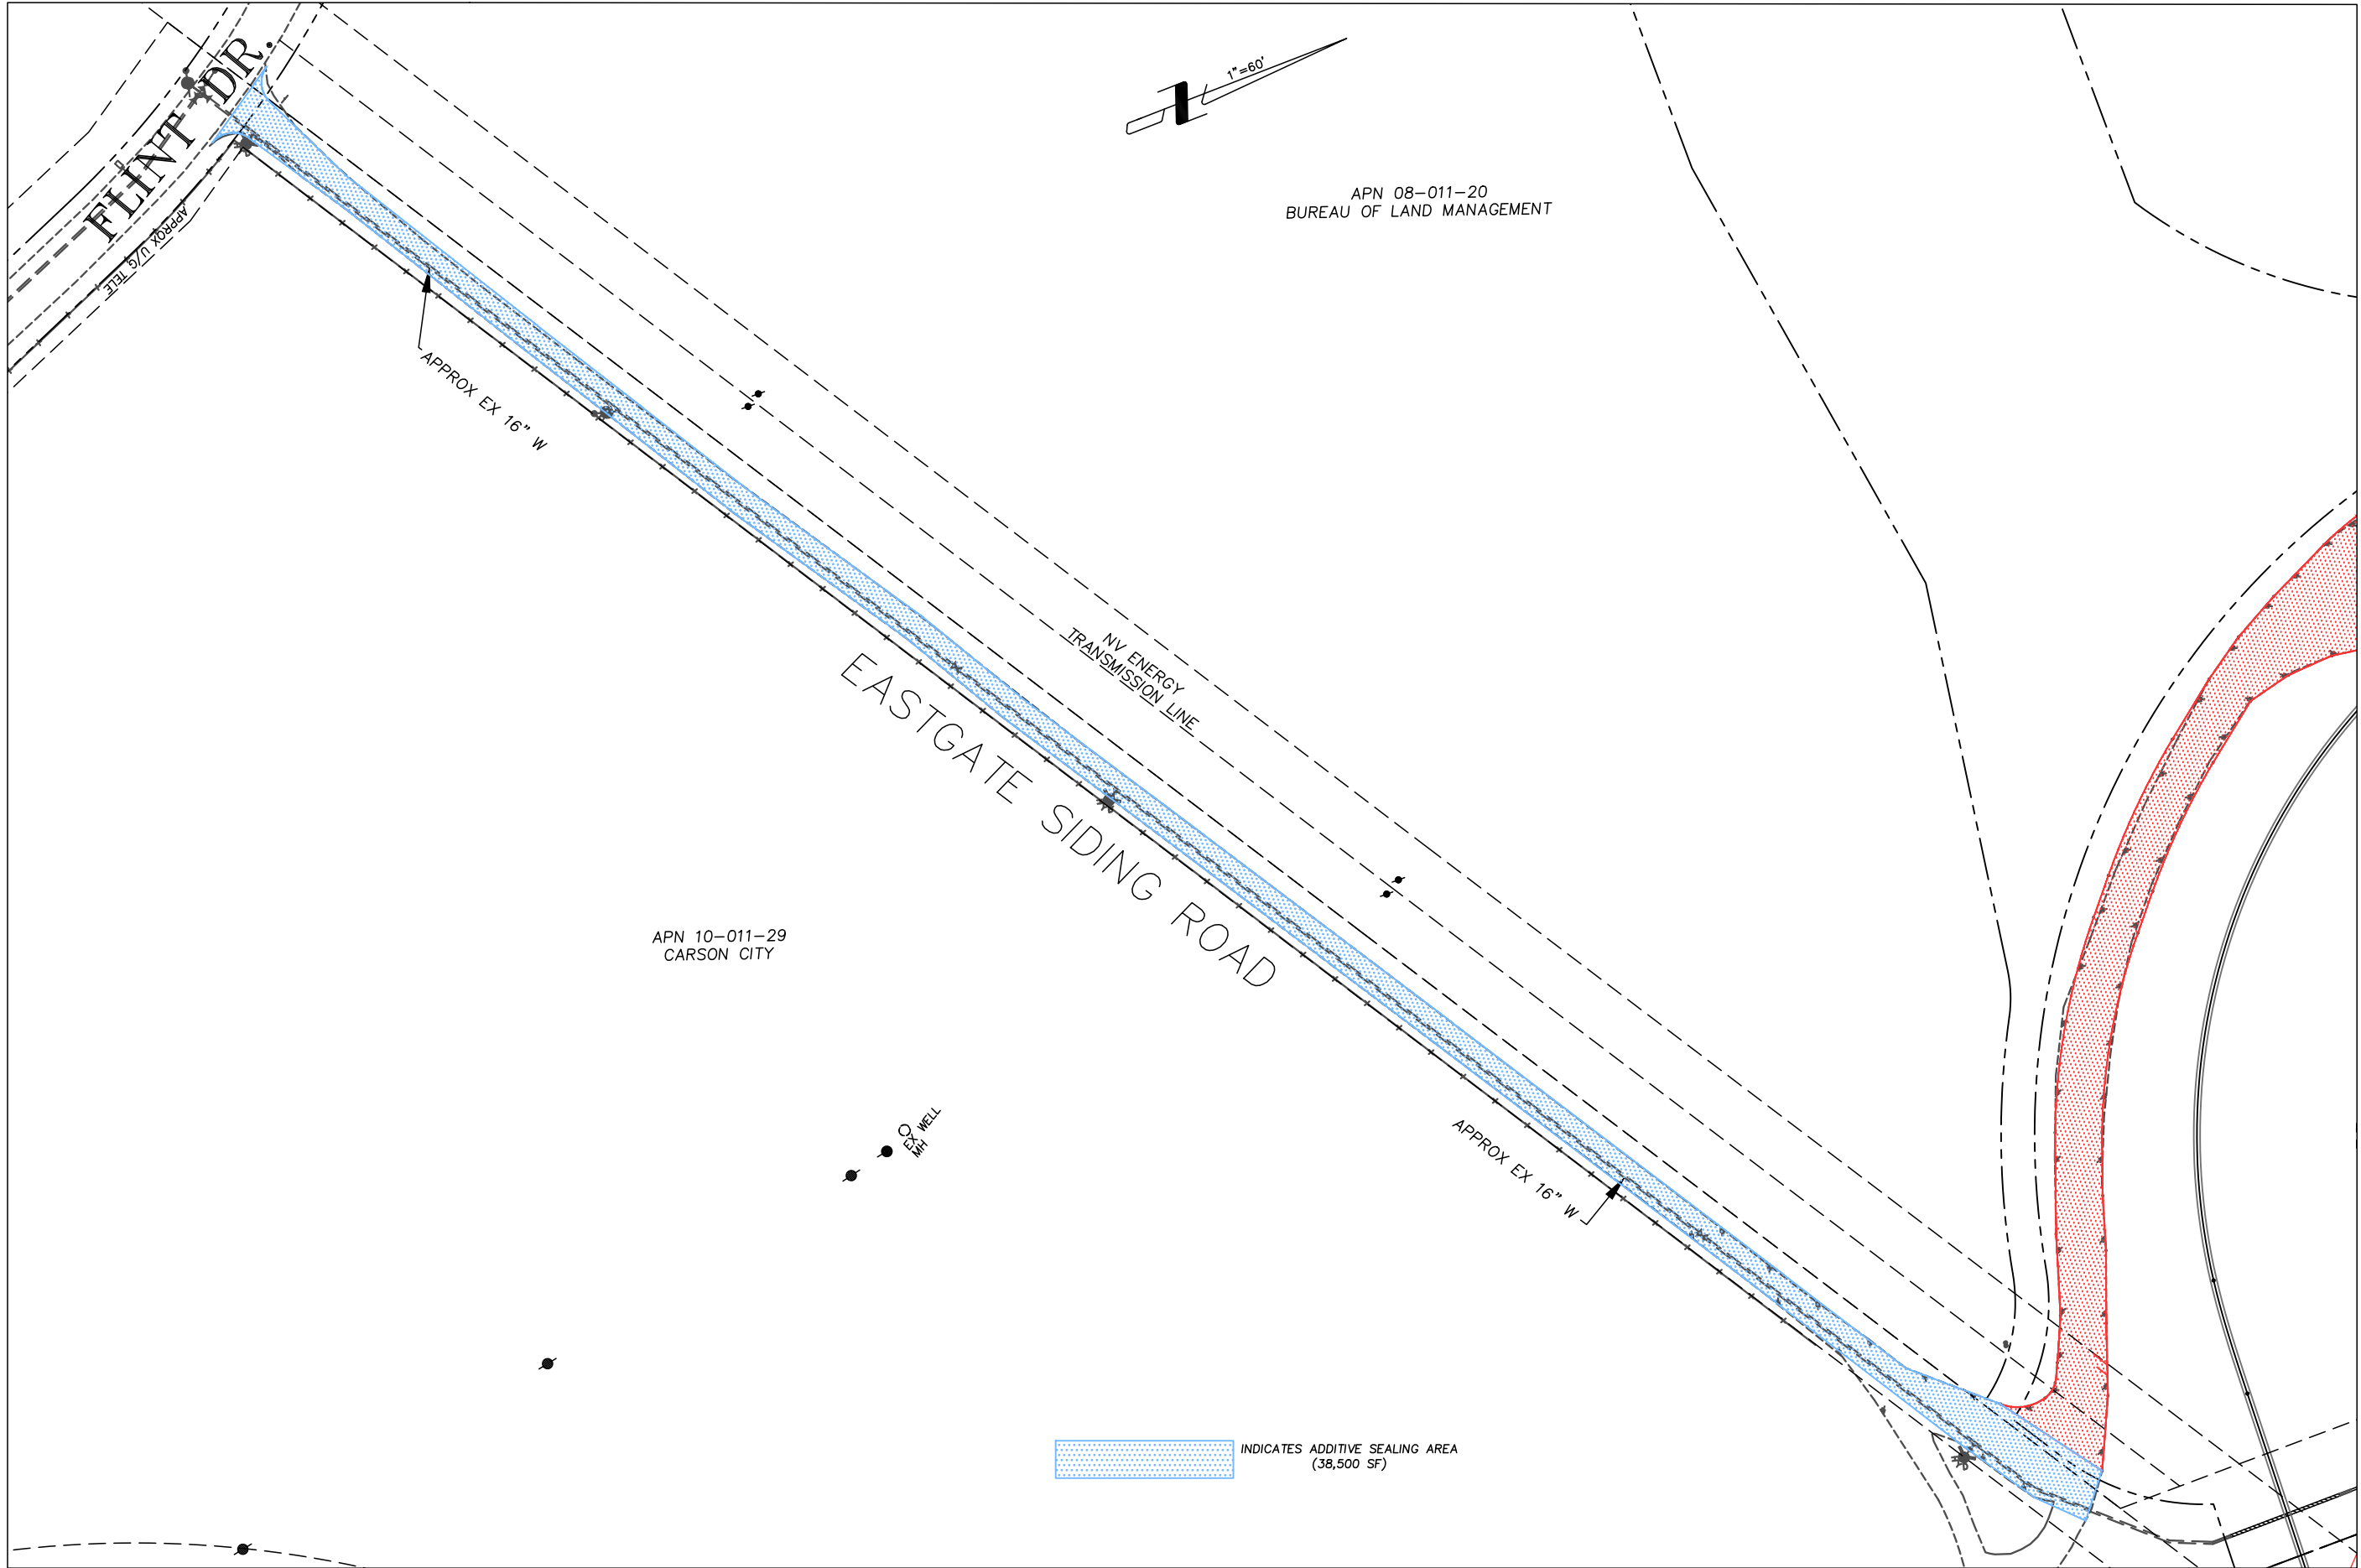 FLINT DR.
APPROX U/G TELE
N
1"=60'
APN 08-011-20
BUREAU OF LAND MANAGEMENT
APPROX EX 16" W
NV ENERGY
TRANSMISSION LINE
EASTGATE SIDING ROAD
APN 10-011-29
CARSON CITY
EX WELL
MH
APPROX EX 16" W
INDICATES ADDITIVE SEALING AREA
(38,500 SF)